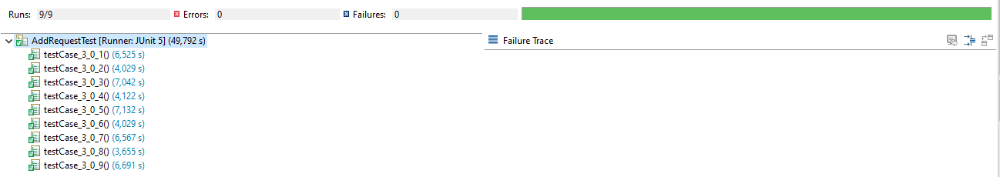 Runs: 9/9 Errors: 0 Failures: 0
AddRequestTest [Runner: JUnit 5] (49,792 s)
Failure Trace
testCase_3_0_1() (6,525 s)
testCase_3_0_2() (4,029 s)
testCase_3_0_3() (7,042 s)
testCase_3_0_4() (4,122 s)
testCase_3_0_5() (7,132 s)
testCase_3_0_6() (4,029 s)
testCase_3_0_7() (6,567 s)
testCase_3_0_8() (3,655 s)
testCase_3_0_9() (6,691 s)